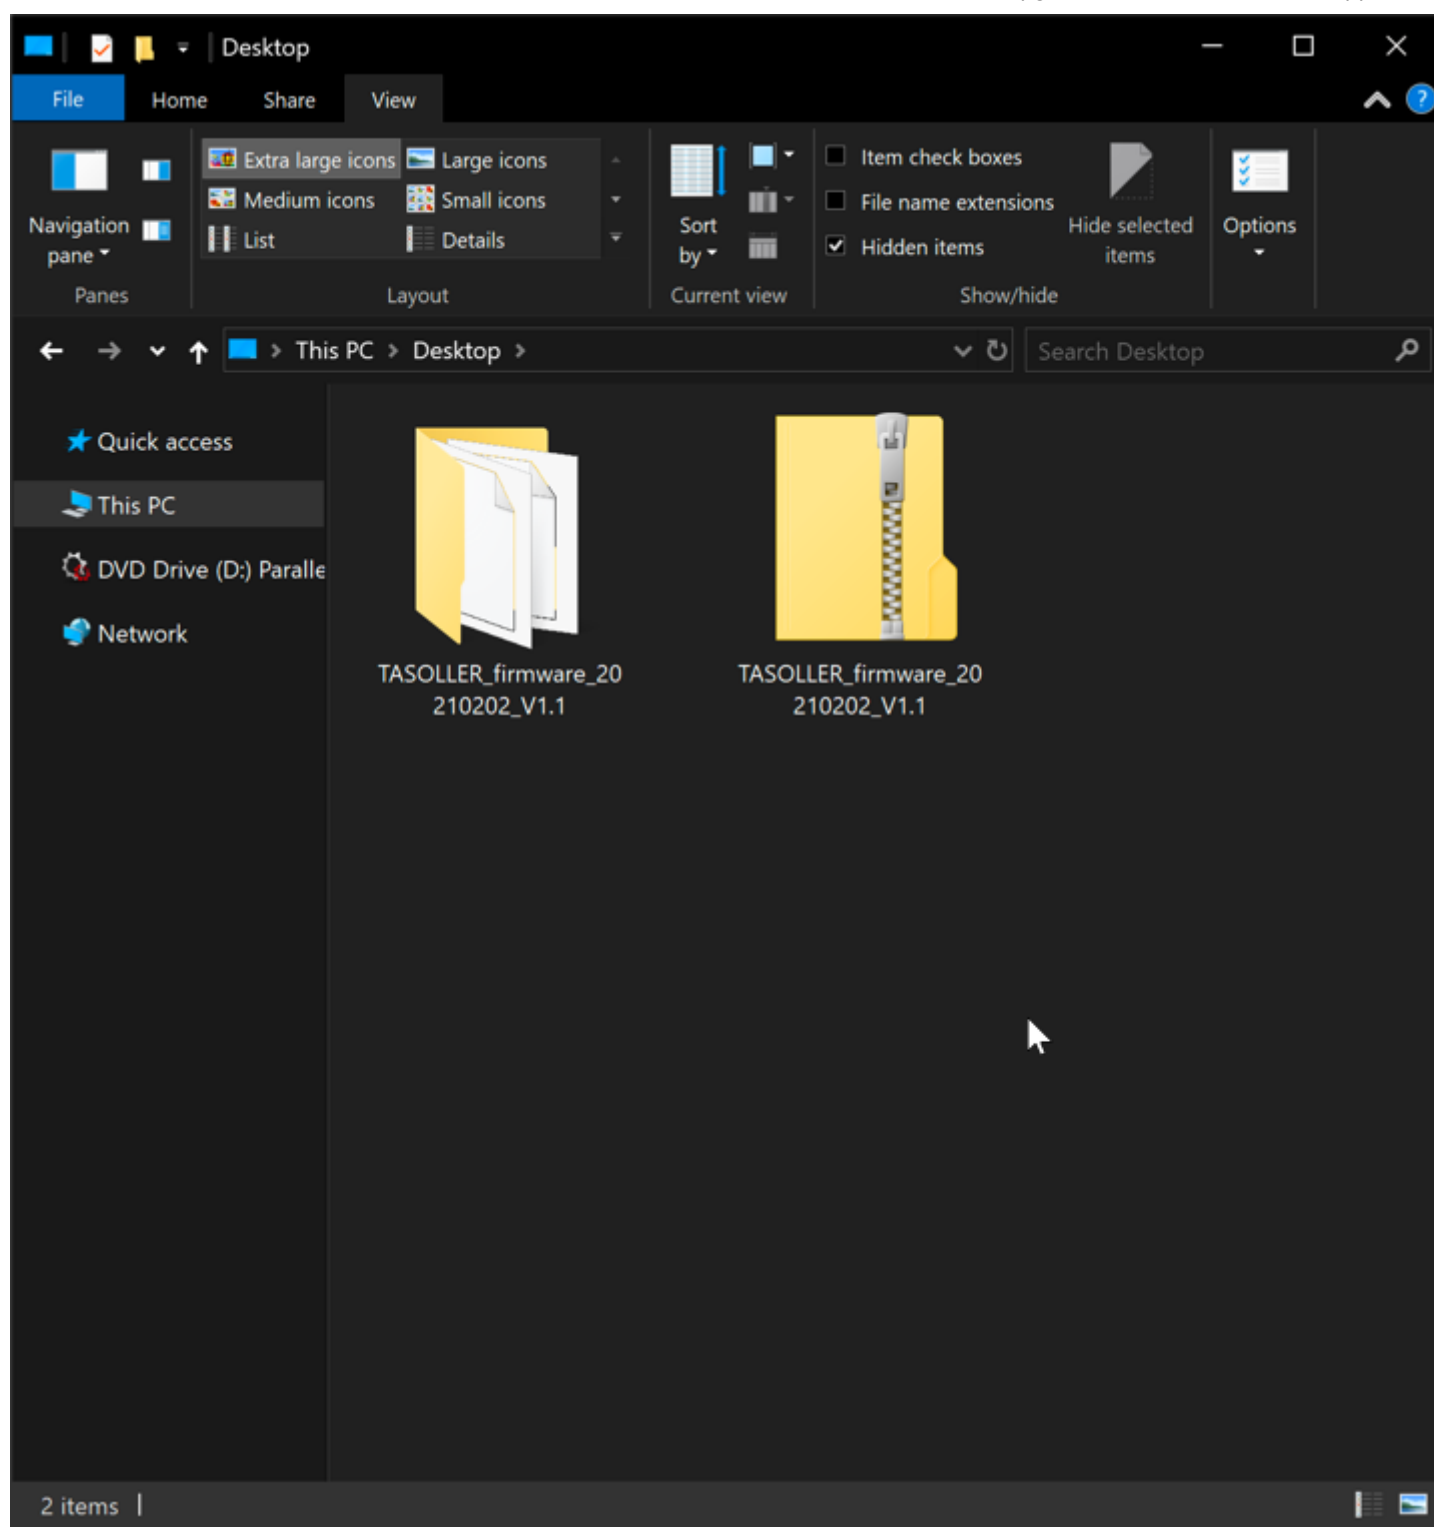 Desktop
File Home Share View
?
Extra large icons Large icons
Medium icons Small icons
List Details
Navigation
pane
Sort
by
Item check boxes
File name extensions
Hidden items
Hide selected
items
Options
Panes Layout Current view Show/hide
This PC > Desktop >
Search Desktop
Quick access
This PC
DVD Drive (D:) Paralle
Network
TASOLLER_firmware_20
210202_V1.1
TASOLLER_firmware_20
210202_V1.1
2 items